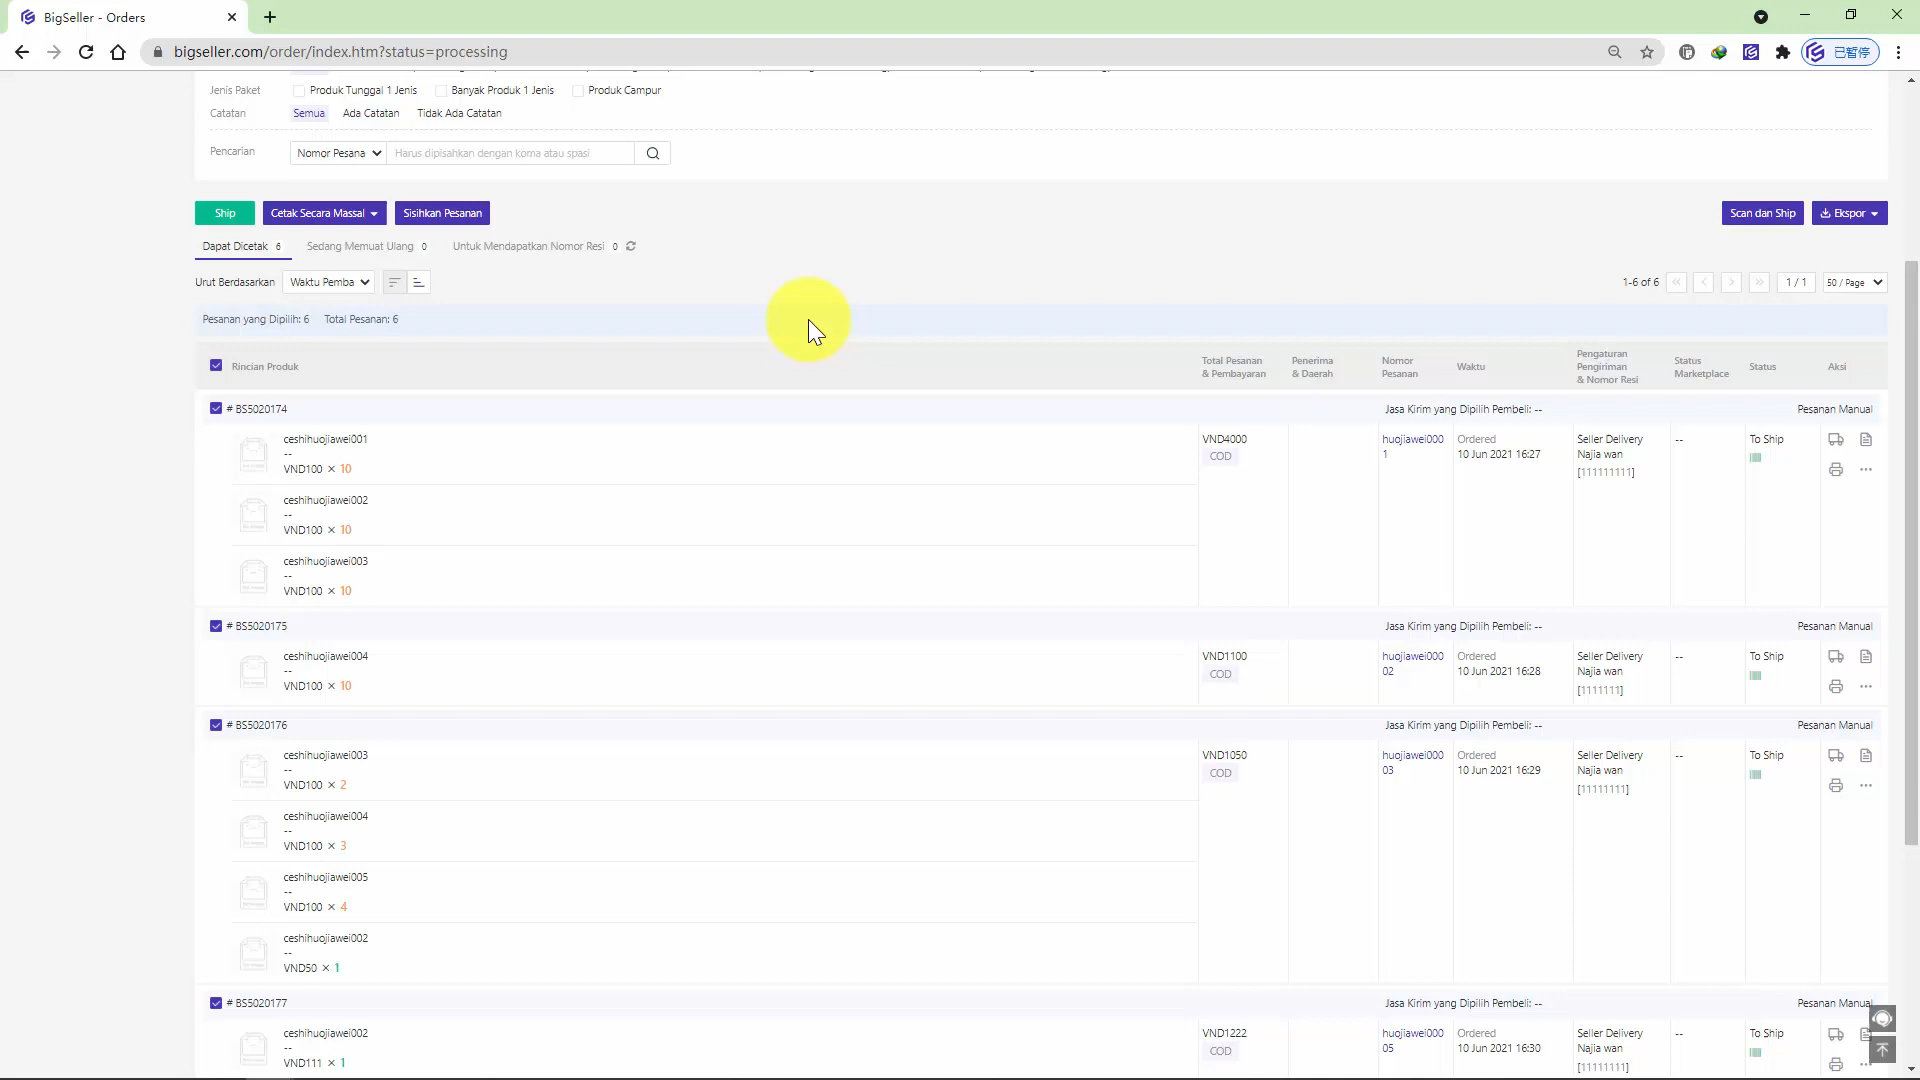 BigSeller - Orders
bigseller.com/order/index.htm?status=processing
已暂停
Jenis Paket Produk Tunggal 1 Jenis Banyak Produk 1 Jenis Produk Campur
Catatan Semua Ada Catatan Tidak Ada Catatan
Pencarian Nomor Pesana Harus dipisahkan dengan koma atau spasi
Ship Cetak Secara Massal Sisihkan Pesanan Scan dan Ship Ekspor
Dapat Dicetak 6 Sedang Memuat Ulang 0 Untuk Mendapatkan Nomor Resi 0
Urut Berdasarkan Waktu Pemba 1-6 of 6 1 / 1 50 / Page
Pesanan yang Dipilih: 6 Total Pesanan: 6
Rincian Produk
Total Pesanan
& Pembayaran
Penerima
& Daerah
Nomor
Pesanan
Waktu
Pengaturan
Pengiriman
& Nomor Resi
Status
Marketplace
Status
Aksi
# BS5020174 Jasa Kirim yang Dipilih Pembeli: -- Pesanan Manual
ceshihuojiawei001
--
VND100 × 10
ceshihuojiawei002
--
VND100 × 10
ceshihuojiawei003
--
VND100 × 10
VND4000
COD
huojiawei000
1
Ordered
10 Jun 2021 16:27
Seller Delivery
Najia wan
[111111111]
--
To Ship
# BS5020175 Jasa Kirim yang Dipilih Pembeli: -- Pesanan Manual
ceshihuojiawei004
--
VND100 × 10
VND1100
COD
huojiawei000
02
Ordered
10 Jun 2021 16:28
Seller Delivery
Najia wan
[1111111]
--
To Ship
# BS5020176 Jasa Kirim yang Dipilih Pembeli: -- Pesanan Manual
ceshihuojiawei003
--
VND100 × 2
ceshihuojiawei004
--
VND100 × 3
ceshihuojiawei005
--
VND100 × 4
ceshihuojiawei002
--
VND50 × 1
VND1050
COD
huojiawei000
03
Ordered
10 Jun 2021 16:29
Seller Delivery
Najia wan
[11111111]
--
To Ship
# BS5020177 Jasa Kirim yang Dipilih Pembeli: -- Pesanan Manual
ceshihuojiawei002
--
VND111 × 1
VND1222
COD
huojiawei000
05
Ordered
10 Jun 2021 16:30
Seller Delivery
Najia wan
[11111111]
--
To Ship